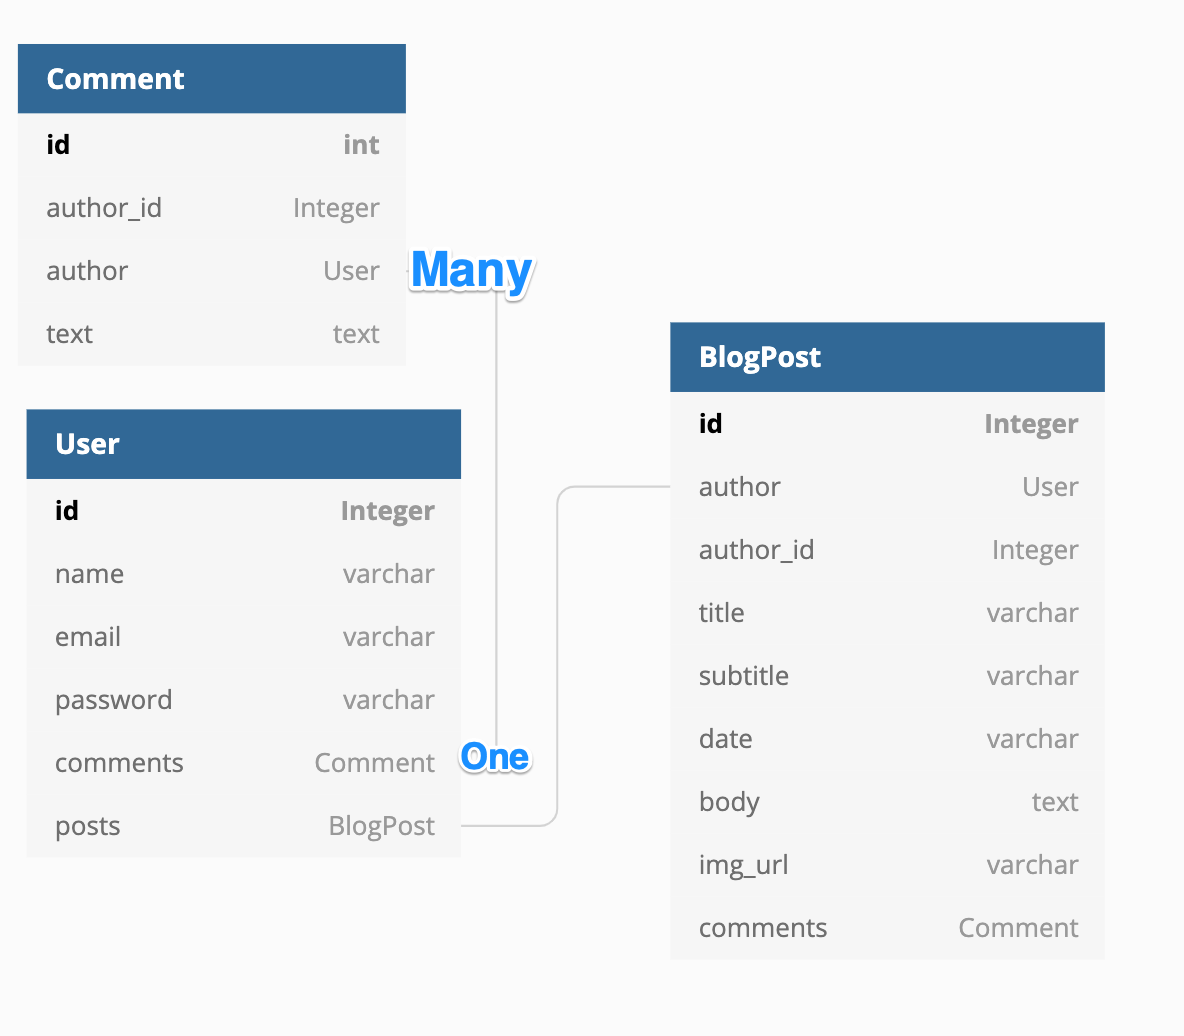 Comment
id int
author_id Integer
author User
text text
Many
User
id Integer
name varchar
email varchar
password varchar
comments Comment
posts BlogPost
One
BlogPost
id Integer
author User
author_id Integer
title varchar
subtitle varchar
date varchar
body text
img_url varchar
comments Comment